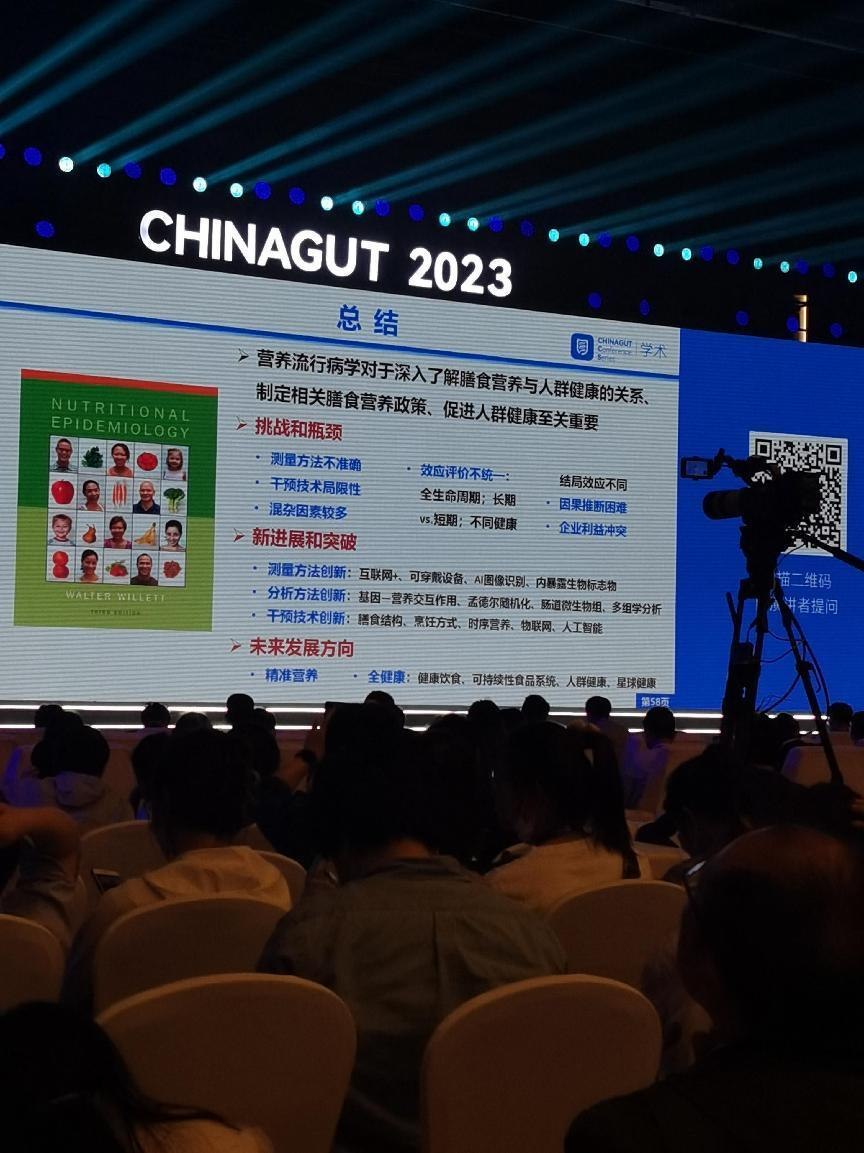 CHINAGUT 2023
总结
CHINAGUT
Conference
Series
学术
NUTRITIONAL
EPIDEMIOLOGY
WALTER WILLETT
THIRD EDITION
➢ 营养流行病学对于深入了解膳食营养与人群健康的关系、
制定相关膳食营养政策、促进人群健康至关重要
➢ 挑战和瓶颈
• 测量方法不准确
• 干预技术局限性
• 混杂因素较多
• 效应评价不统一:
全生命周期;长期
vs.短期;不同健康
结局效应不同
• 因果推断困难
• 企业利益冲突
➢ 新进展和突破
• 测量方法创新:互联网+、可穿戴设备、AI图像识别、内暴露生物标志物
• 分析方法创新:基因—营养交互作用、孟德尔随机化、肠道微生物组、多组学分析
• 干预技术创新:膳食结构、烹饪方式、时序营养、物联网、人工智能
➢ 未来发展方向
• 精准营养
• 全健康:健康饮食、可持续性食品系统、人群健康、星球健康
第58页
描二维码
讲者提问